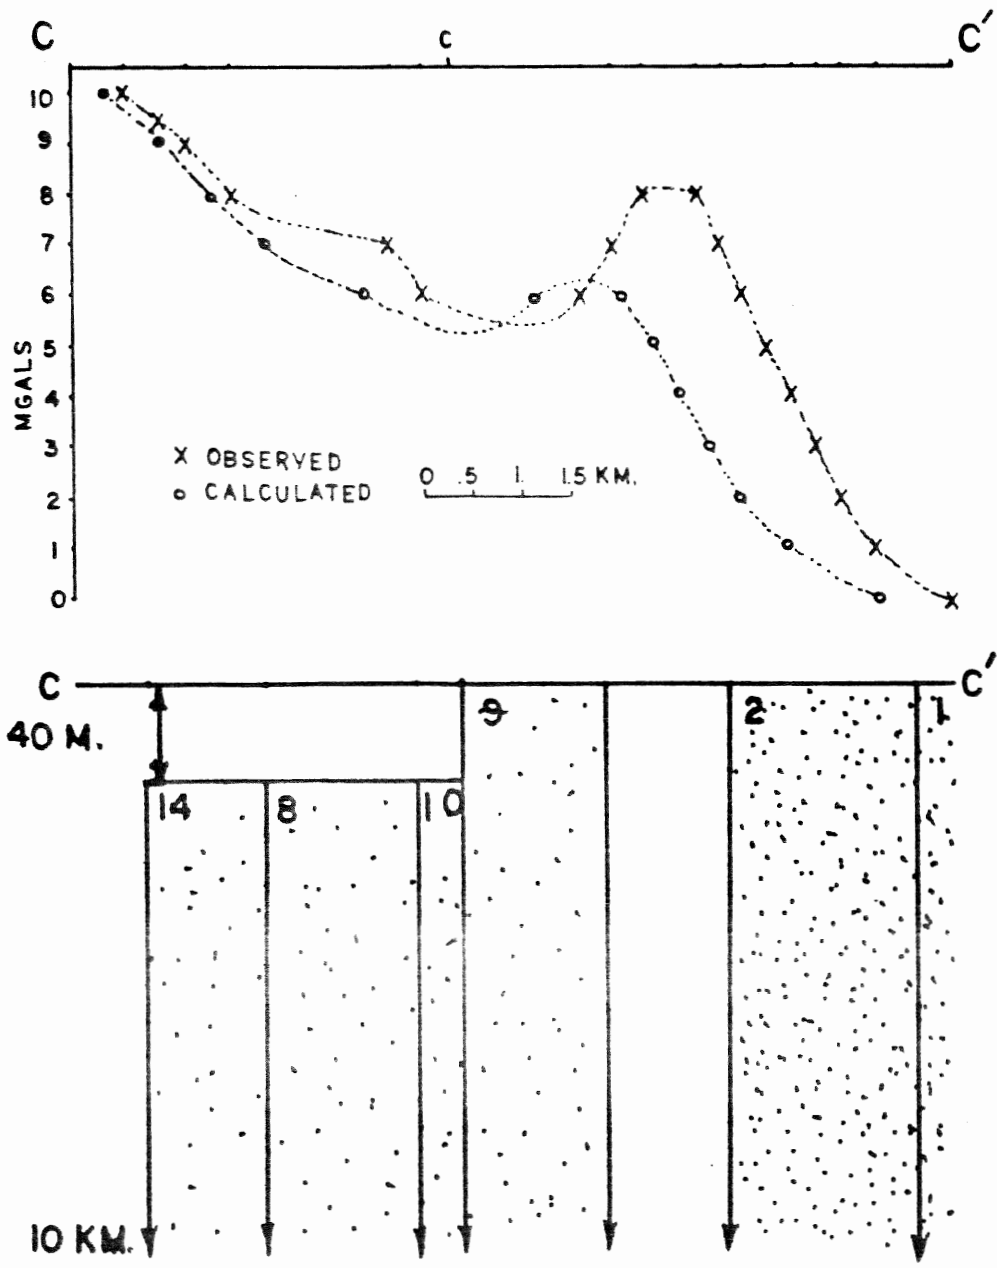 C c C′
10
9
8
7
6
5
4
3
2
1
0
MGALS
X OBSERVED
o CALCULATED
0 .5 1. 1.5 KM.
C C′
40 M.
9 2 1
14 8 10
10 KM.